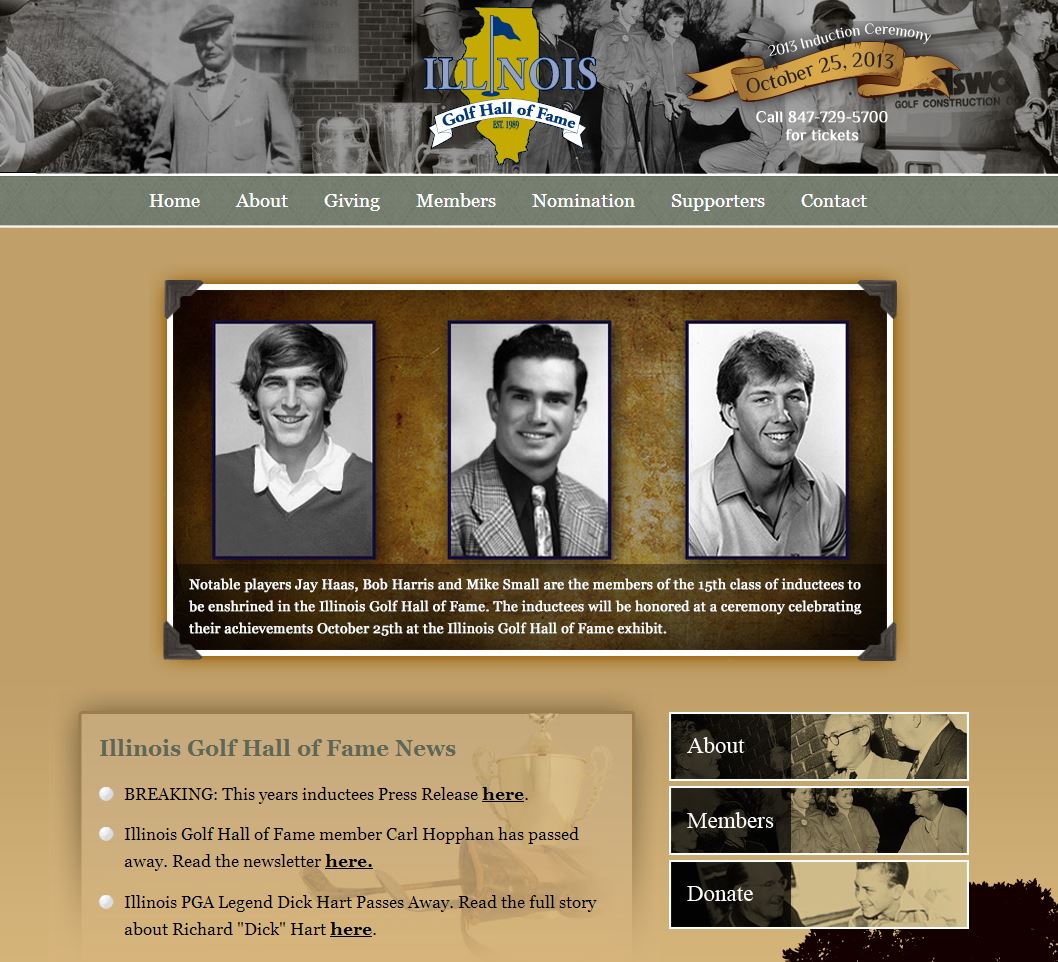 ILLINOIS
Golf Hall of Fame
EST. 1989
2013 Induction Ceremony
October 25, 2013
GOLF CONSTRUCTION
Call 847-729-5700
for tickets
Home About Giving Members Nomination Supporters Contact
Notable players Jay Haas, Bob Harris and Mike Small are the members of the 15th class of inductees to
be enshrined in the Illinois Golf Hall of Fame. The inductees will be honored at a ceremony celebrating
their achievements October 25th at the Illinois Golf Hall of Fame exhibit.
Illinois Golf Hall of Fame News
BREAKING: This years inductees Press Release here.
Illinois Golf Hall of Fame member Carl Hopphan has passed
away. Read the newsletter here.
Illinois PGA Legend Dick Hart Passes Away. Read the full story
about Richard "Dick" Hart here.
About
Members
Donate